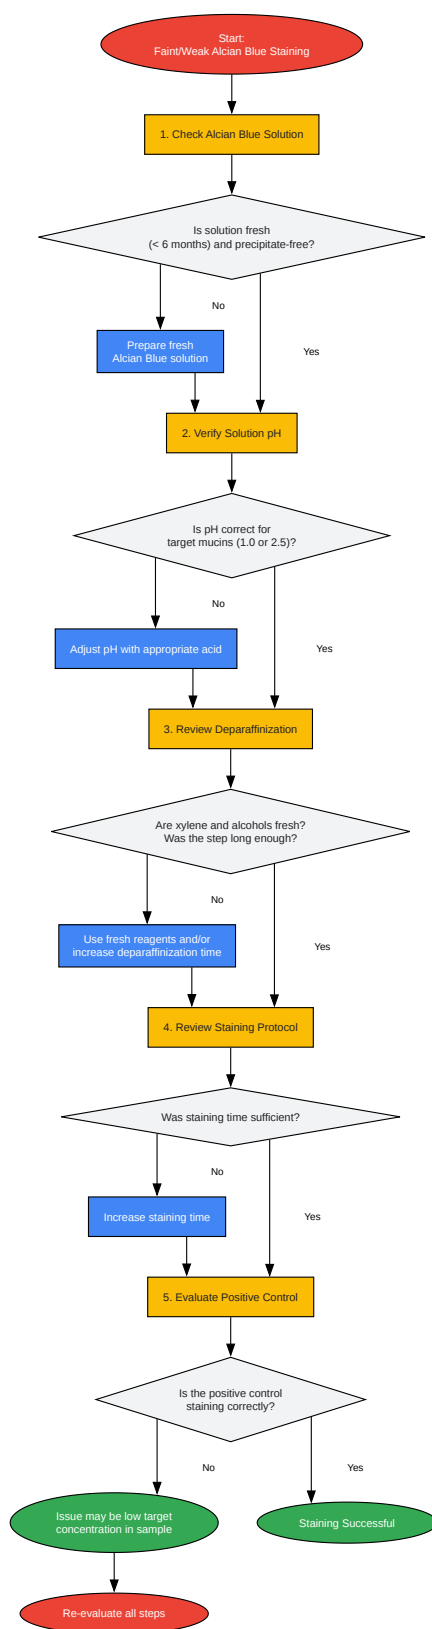 Start:
Faint/Weak Alcian Blue Staining
1. Check Alcian Blue Solution
Is solution fresh
(< 6 months) and precipitate-free?
No
Prepare fresh
Alcian Blue solution
Yes
2. Verify Solution pH
Is pH correct for
target mucins (1.0 or 2.5)?
No
Adjust pH with appropriate acid
Yes
3. Review Deparaffinization
Are xylene and alcohols fresh?
Was the step long enough?
No
Use fresh reagents and/or
increase deparaffinization time
Yes
4. Review Staining Protocol
Was staining time sufficient?
No
Increase staining time
Yes
5. Evaluate Positive Control
Is the positive control
staining correctly?
No
Yes
Issue may be low target
concentration in sample
Staining Successful
Re-evaluate all steps